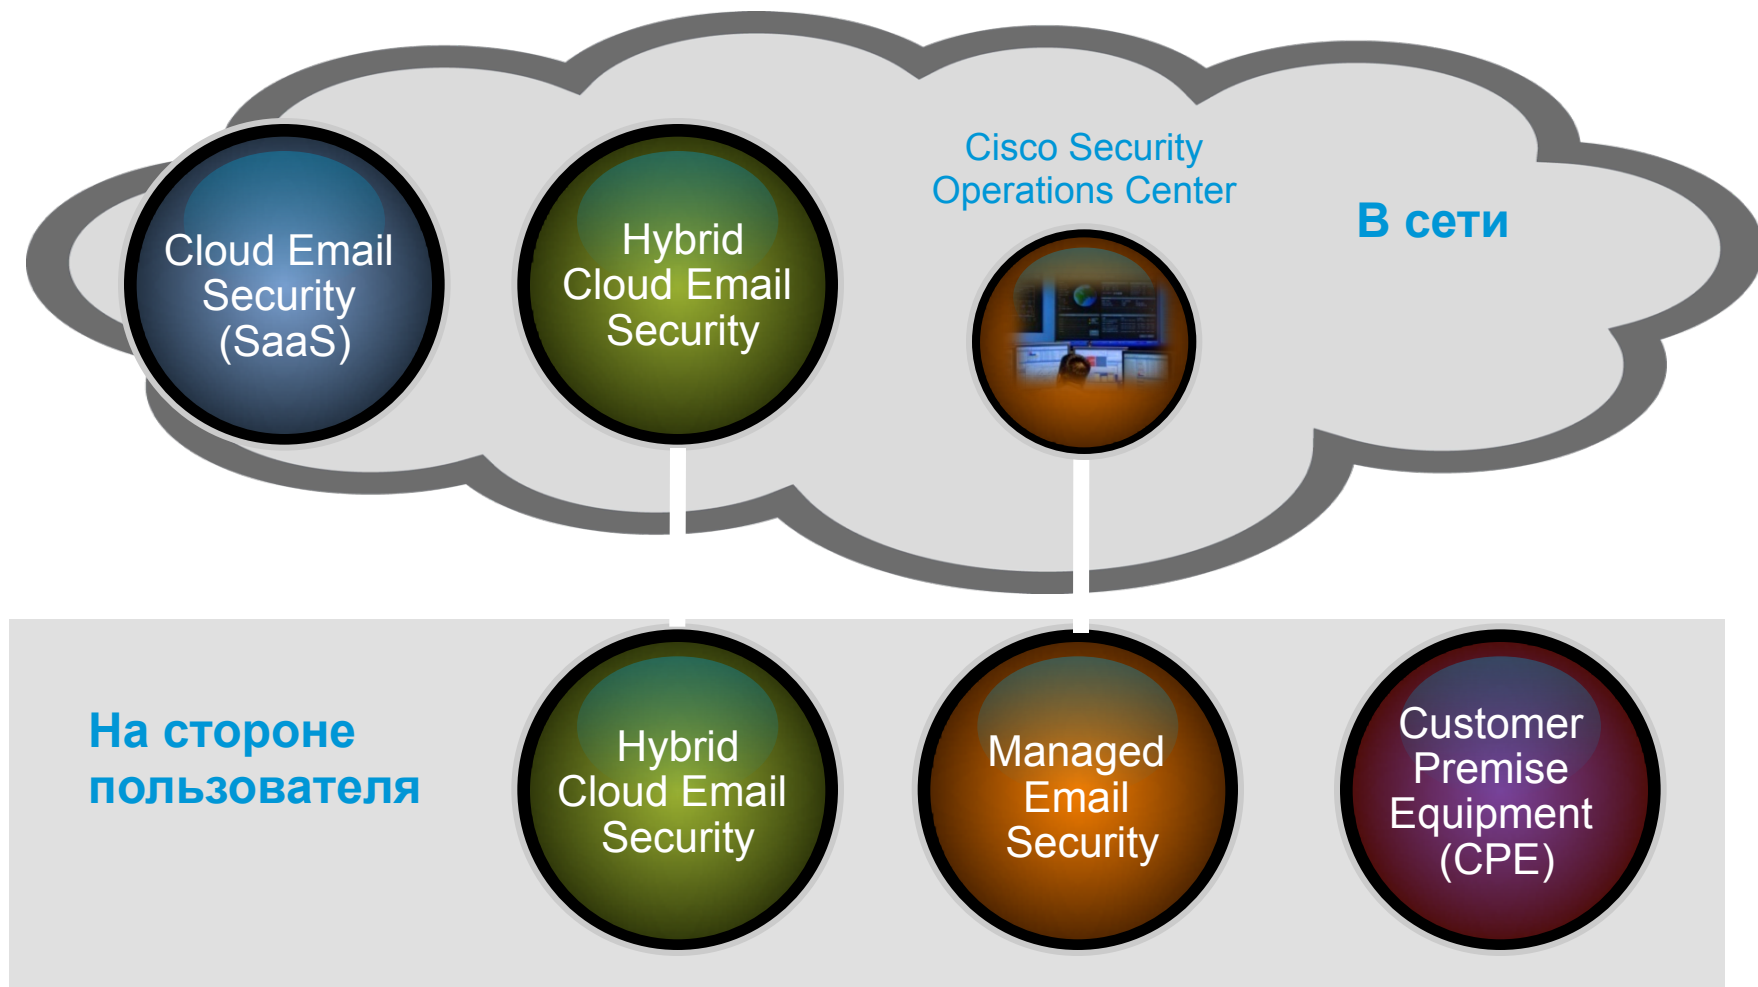 Cloud Email
Security
(SaaS)
Hybrid
Cloud Email
Security
Cisco Security
Operations Center
В сети
На стороне
пользователя
Hybrid
Cloud Email
Security
Managed
Email
Security
Customer
Premise
Equipment
(CPE)